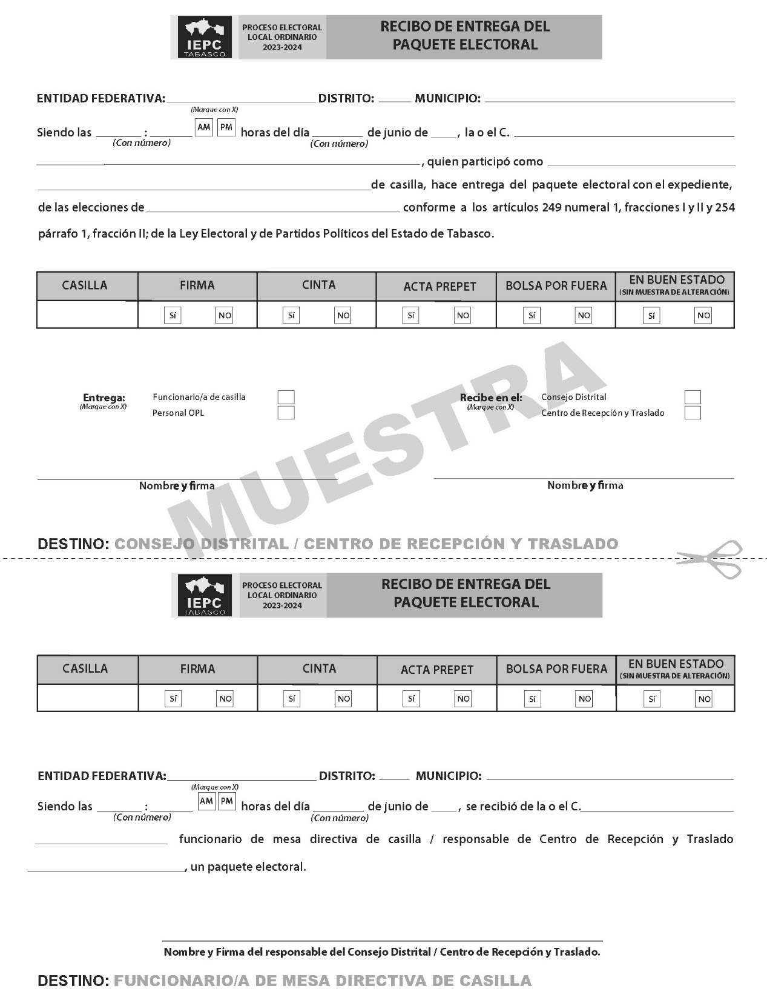 IEPC
TABASCO
PROCESO ELECTORAL
LOCAL ORDINARIO
2023-2024
RECIBO DE ENTREGA DEL
PAQUETE ELECTORAL
ENTIDAD FEDERATIVA: DISTRITO: MUNICIPIO:
(Marque con X)
Siendo las : AM PM horas del día de junio de , la o el C.
(Con número) (Con número)
, quien participó como
de casilla, hace entrega del paquete electoral con el expediente,
de las elecciones de conforme a los artículos 249 numeral 1, fracciones I y II y 254
párrafo 1, fracción II; de la Ley Electoral y de Partidos Políticos del Estado de Tabasco.
CASILLA FIRMA CINTA ACTA PREPET BOLSA POR FUERA EN BUEN ESTADO
(SIN MUESTRA DE ALTERACIÓN)
SÍ NO SÍ NO SÍ NO SÍ NO SÍ NO
MUESTRA
Entrega: Funcionario/a de casilla
(Marque con X)
Personal OPL
Recibe en el: Consejo Distrital
(Marque con X)
Centro de Recepción y Traslado
Nombre y firma Nombre y firma
DESTINO: CONSEJO DISTRITAL / CENTRO DE RECEPCIÓN Y TRASLADO
IEPC
TABASCO
PROCESO ELECTORAL
LOCAL ORDINARIO
2023-2024
RECIBO DE ENTREGA DEL
PAQUETE ELECTORAL
CASILLA FIRMA CINTA ACTA PREPET BOLSA POR FUERA EN BUEN ESTADO
(SIN MUESTRA DE ALTERACIÓN)
SÍ NO SÍ NO SÍ NO SÍ NO SÍ NO
ENTIDAD FEDERATIVA: DISTRITO: MUNICIPIO:
(Marque con X)
Siendo las : AM PM horas del día de junio de , se recibió de la o el C.
(Con número) (Con número)
funcionario de mesa directiva de casilla / responsable de Centro de Recepción y Traslado
, un paquete electoral.
Nombre y Firma del responsable del Consejo Distrital / Centro de Recepción y Traslado.
DESTINO: FUNCIONARIO/A DE MESA DIRECTIVA DE CASILLA